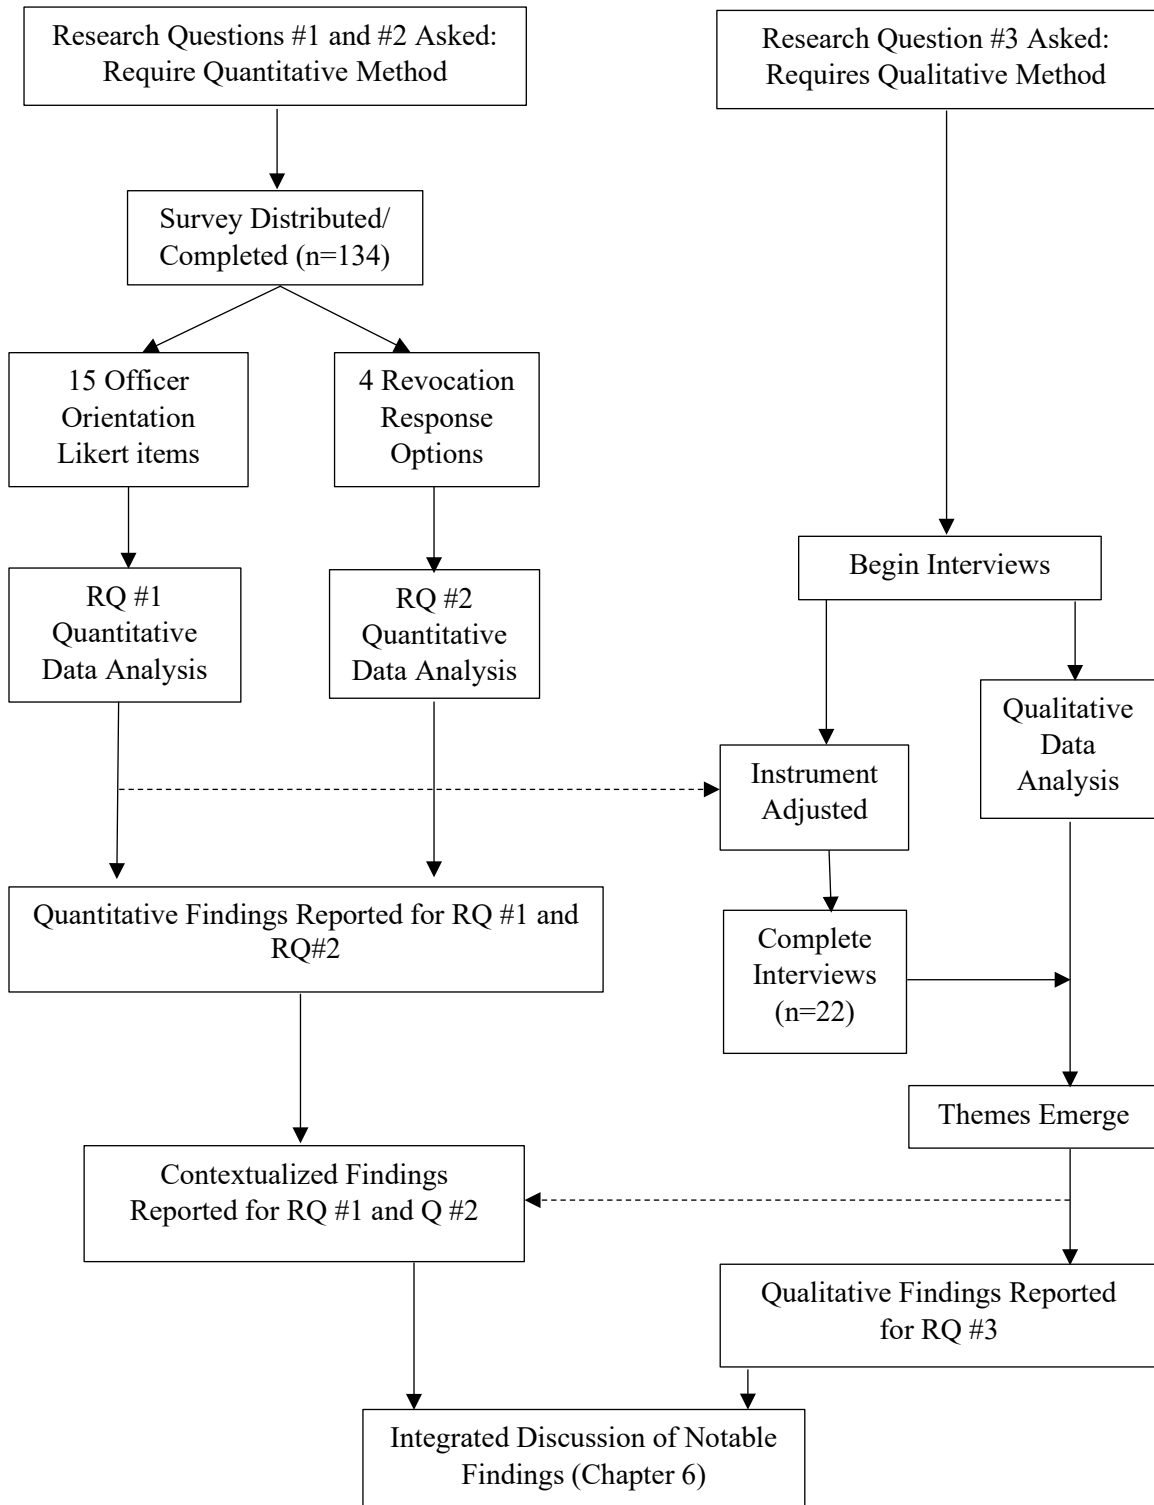 Research Questions #1 and #2 Asked:
Require Quantitative Method
Research Question #3 Asked:
Requires Qualitative Method
Survey Distributed/
Completed (n=134)
15 Officer
Orientation
Likert items
4 Revocation
Response
Options
Begin Interviews
RQ #1
Quantitative
Data Analysis
RQ #2
Quantitative
Data Analysis
Qualitative
Data
Analysis
Instrument
Adjusted
Quantitative Findings Reported for RQ #1 and
RQ#2
Complete
Interviews
(n=22)
Themes Emerge
Contextualized Findings
Reported for RQ #1 and Q #2
Qualitative Findings Reported
for RQ #3
Integrated Discussion of Notable
Findings (Chapter 6)